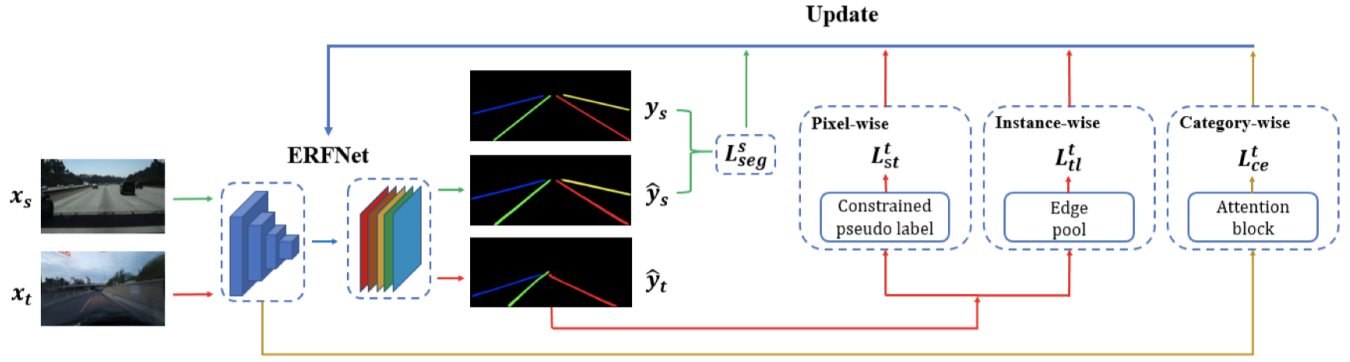 Update
ERFNet
x_s
x_t
y_s
ŷ_s
ŷ_t
L^s_seg
Pixel-wise
L^t_st
Constrained
pseudo label
Instance-wise
L^t_tl
Edge
pool
Category-wise
L^t_ce
Attention
block